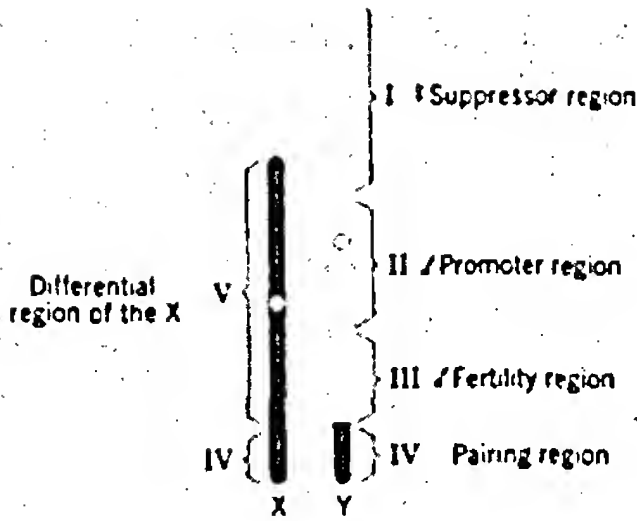 I ♀ Suppressor region
Differential
region of the X
V
II ♂ Promoter region
III ♂ Fertility region
IV
IV Pairing region
X Y